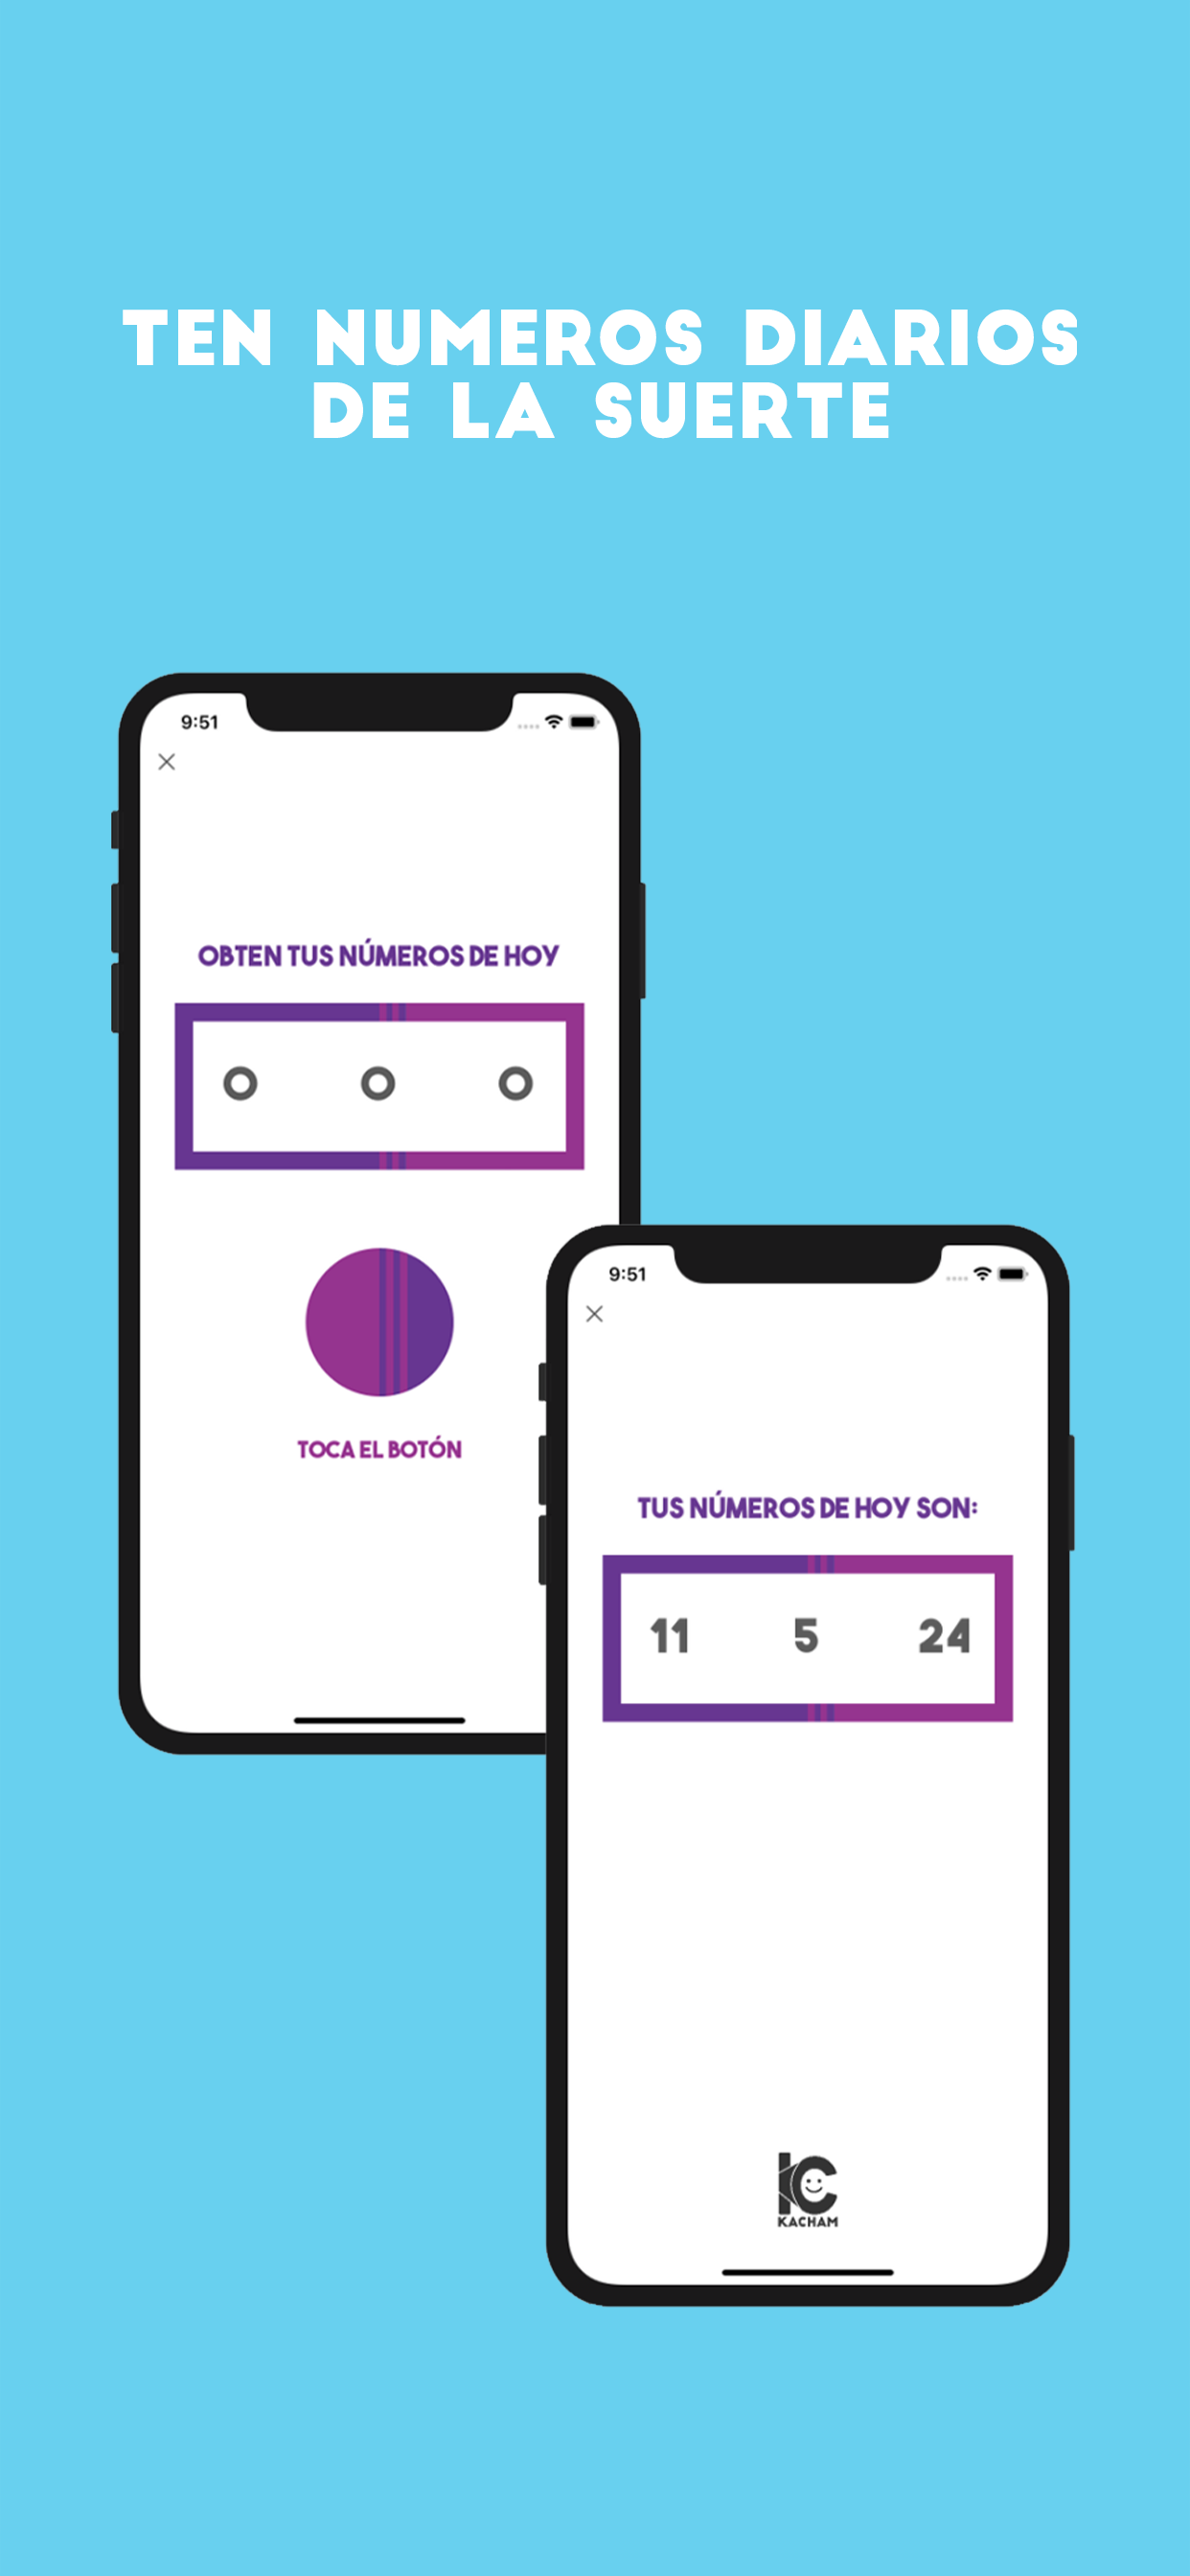 TEN NUMEROS DIARIOS
DE LA SUERTE
9:51
OBTEN TUS NÚMEROS DE HOY
0 0 0
TOCA EL BOTÓN
9:51
TUS NÚMEROS DE HOY SON:
11 5 24
KC
KACHAM